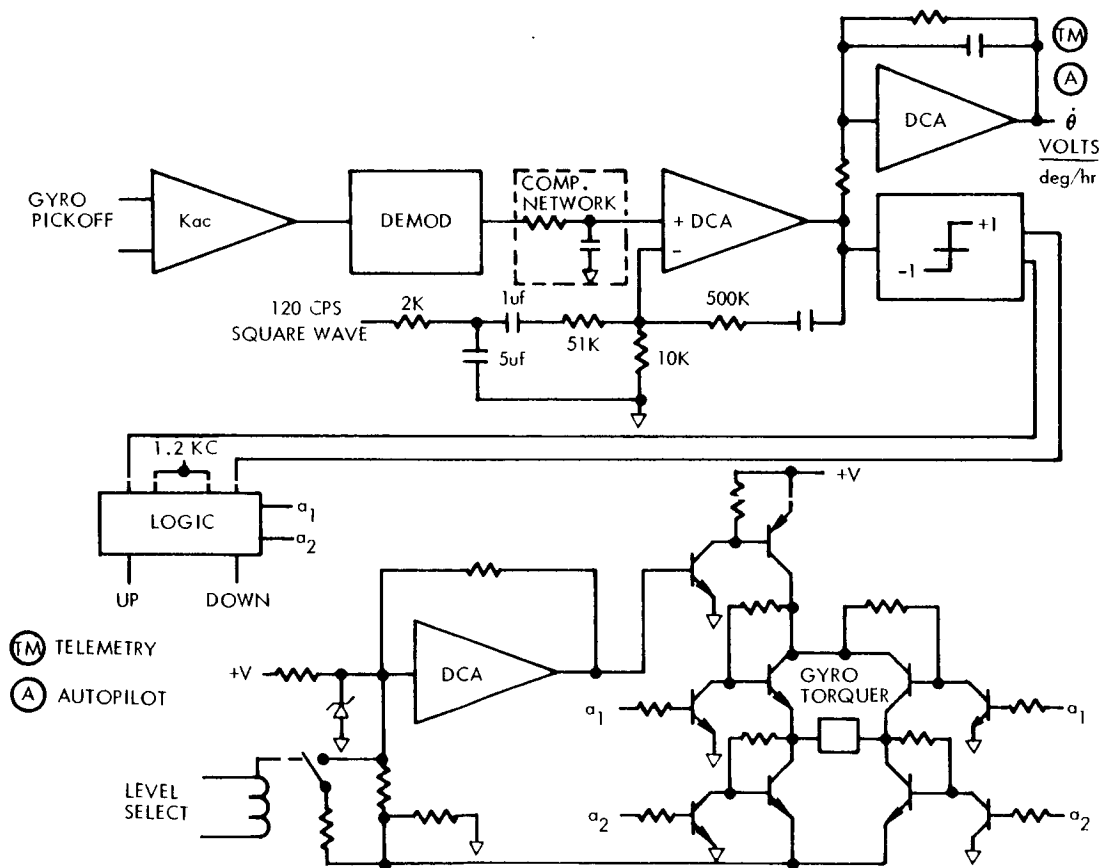 TM
A
DCA
θ̇
VOLTS
deg/hr
GYRO
PICKOFF
Kac
DEMOD
COMP.
NETWORK
+ DCA
-
+1
-1
120 CPS
SQUARE WAVE
2K
1uf
51K
500K
5uf
10K
1.2 KC
LOGIC
a1
a2
UP
DOWN
+V
TM TELEMETRY
A AUTOPILOT
+V
DCA
GYRO
TORQUER
a1
a1
LEVEL
SELECT
a2
a2